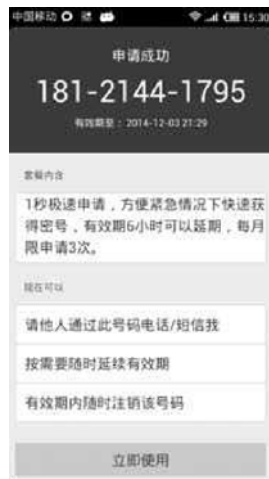 中国移动 15:30
申请成功
181-2144-1795
有效期至：2014-12-03 21:29
套餐内含
1秒极速申请，方便紧急情况下快速获
得密号，有效期6小时可以延期，每月
限申请3次。
现在可以
请他人通过此号码电话/短信我
按需要随时延续有效期
有效期内随时注销该号码
立即使用